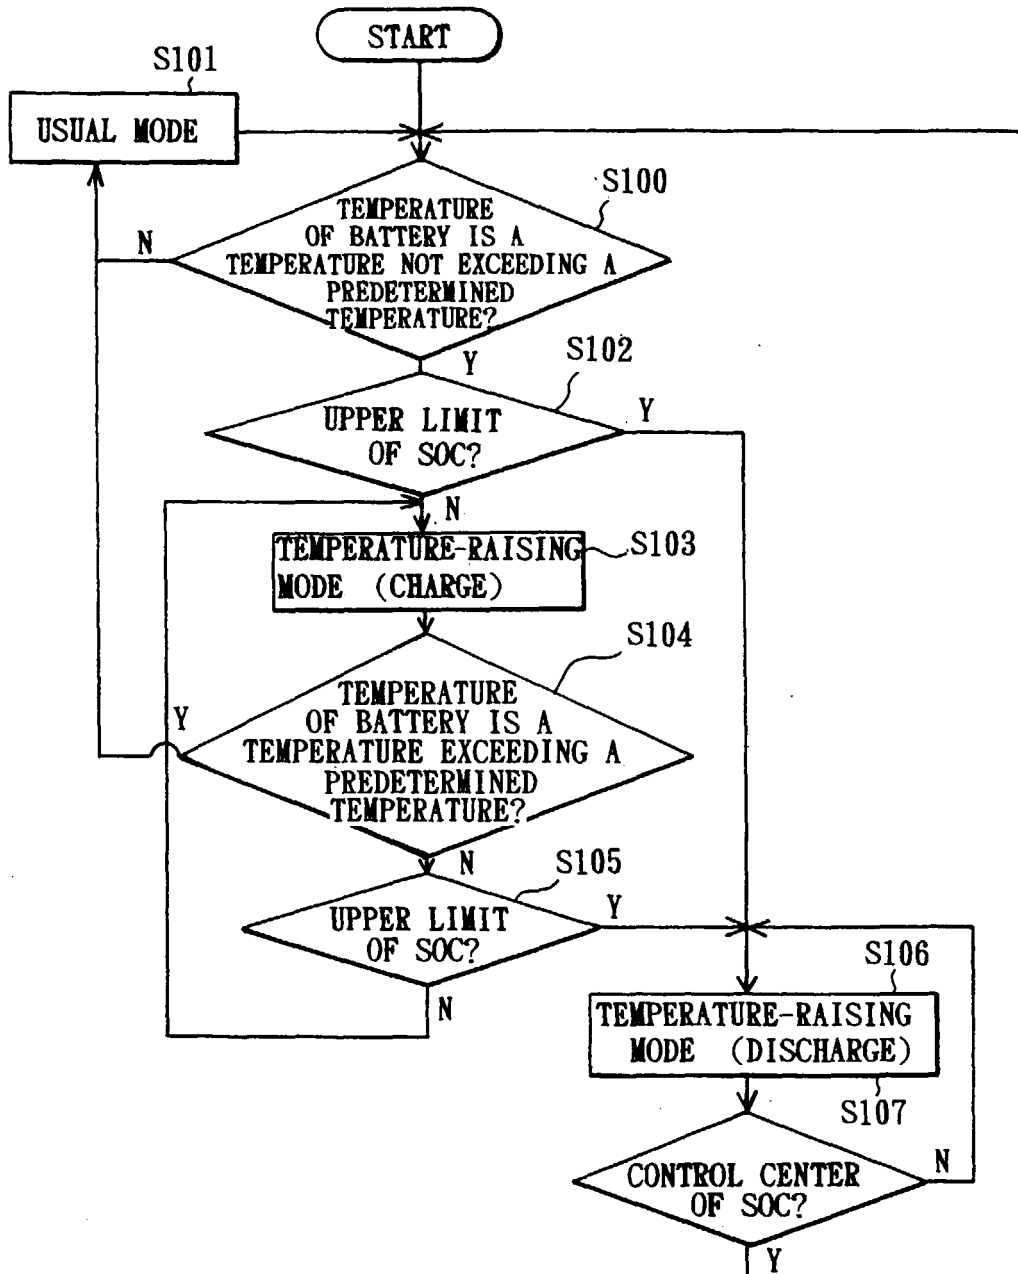 START
S101
USUAL MODE
S100
TEMPERATURE
OF BATTERY IS A
TEMPERATURE NOT EXCEEDING A
PREDETERMINED
TEMPERATURE?
N
Y
S102
UPPER LIMIT
OF SOC?
Y
N
TEMPERATURE-RAISING
MODE (CHARGE)
S103
S104
TEMPERATURE
OF BATTERY IS A
TEMPERATURE EXCEEDING A
PREDETERMINED
TEMPERATURE?
Y
N
S105
UPPER LIMIT
OF SOC?
Y
N
S106
TEMPERATURE-RAISING
MODE (DISCHARGE)
S107
CONTROL CENTER
OF SOC?
N
Y